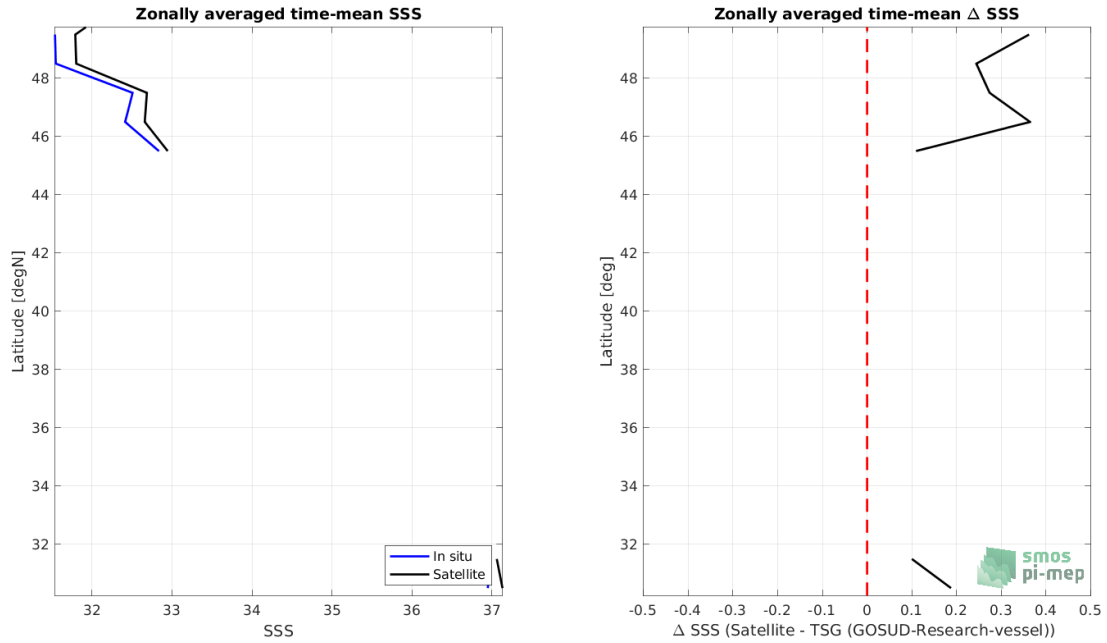 Zonally averaged time-mean SSS
48
46
44
42
40
38
36
34
32
Latitude [degN]
32 33 34 35 36 37
SSS
In situ
Satellite
Zonally averaged time-mean Δ SSS
48
46
44
42
40
38
36
34
32
Latitude [deg]
-0.5 -0.4 -0.3 -0.2 -0.1 0 0.1 0.2 0.3 0.4 0.5
Δ SSS (Satellite - TSG (GOSUD-Research-vessel))
smos
pi-mep